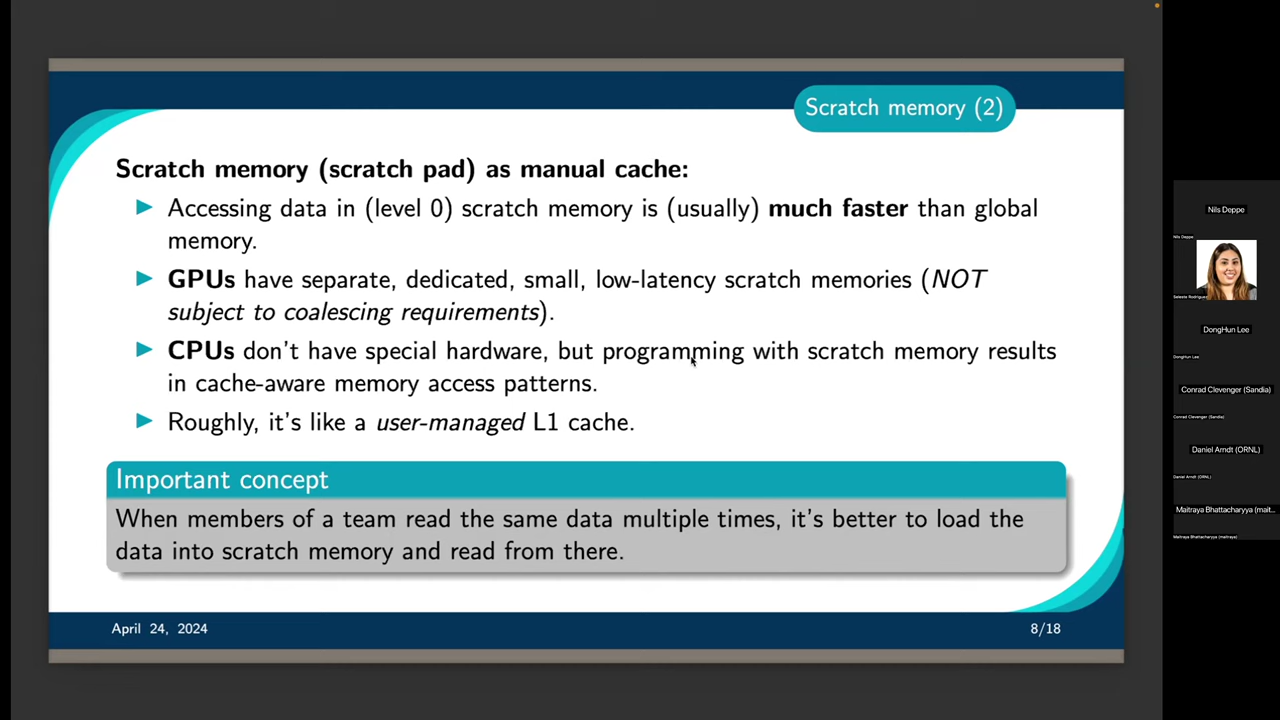 Scratch memory (2)
Scratch memory (scratch pad) as manual cache:
Accessing data in (level 0) scratch memory is (usually) much faster than global
memory.
GPUs have separate, dedicated, small, low-latency scratch memories (NOT
subject to coalescing requirements).
CPUs don't have special hardware, but programming with scratch memory results
in cache-aware memory access patterns.
Roughly, it's like a user-managed L1 cache.
Important concept
When members of a team read the same data multiple times, it's better to load the
data into scratch memory and read from there.
April 24, 2024
8/18
Nils Deppe
Nils Deppe
Saleete Rodriguez
DongHun Lee
DongHun Lee
Conrad Clevenger (Sandia)
Conrad Clevenger (Sandia)
Daniel Arndt (ORNL)
Daniel Arndt (ORNL)
Maitraya Bhattacharyya (mait...
Maitraya Bhattacharyya (maitraya)